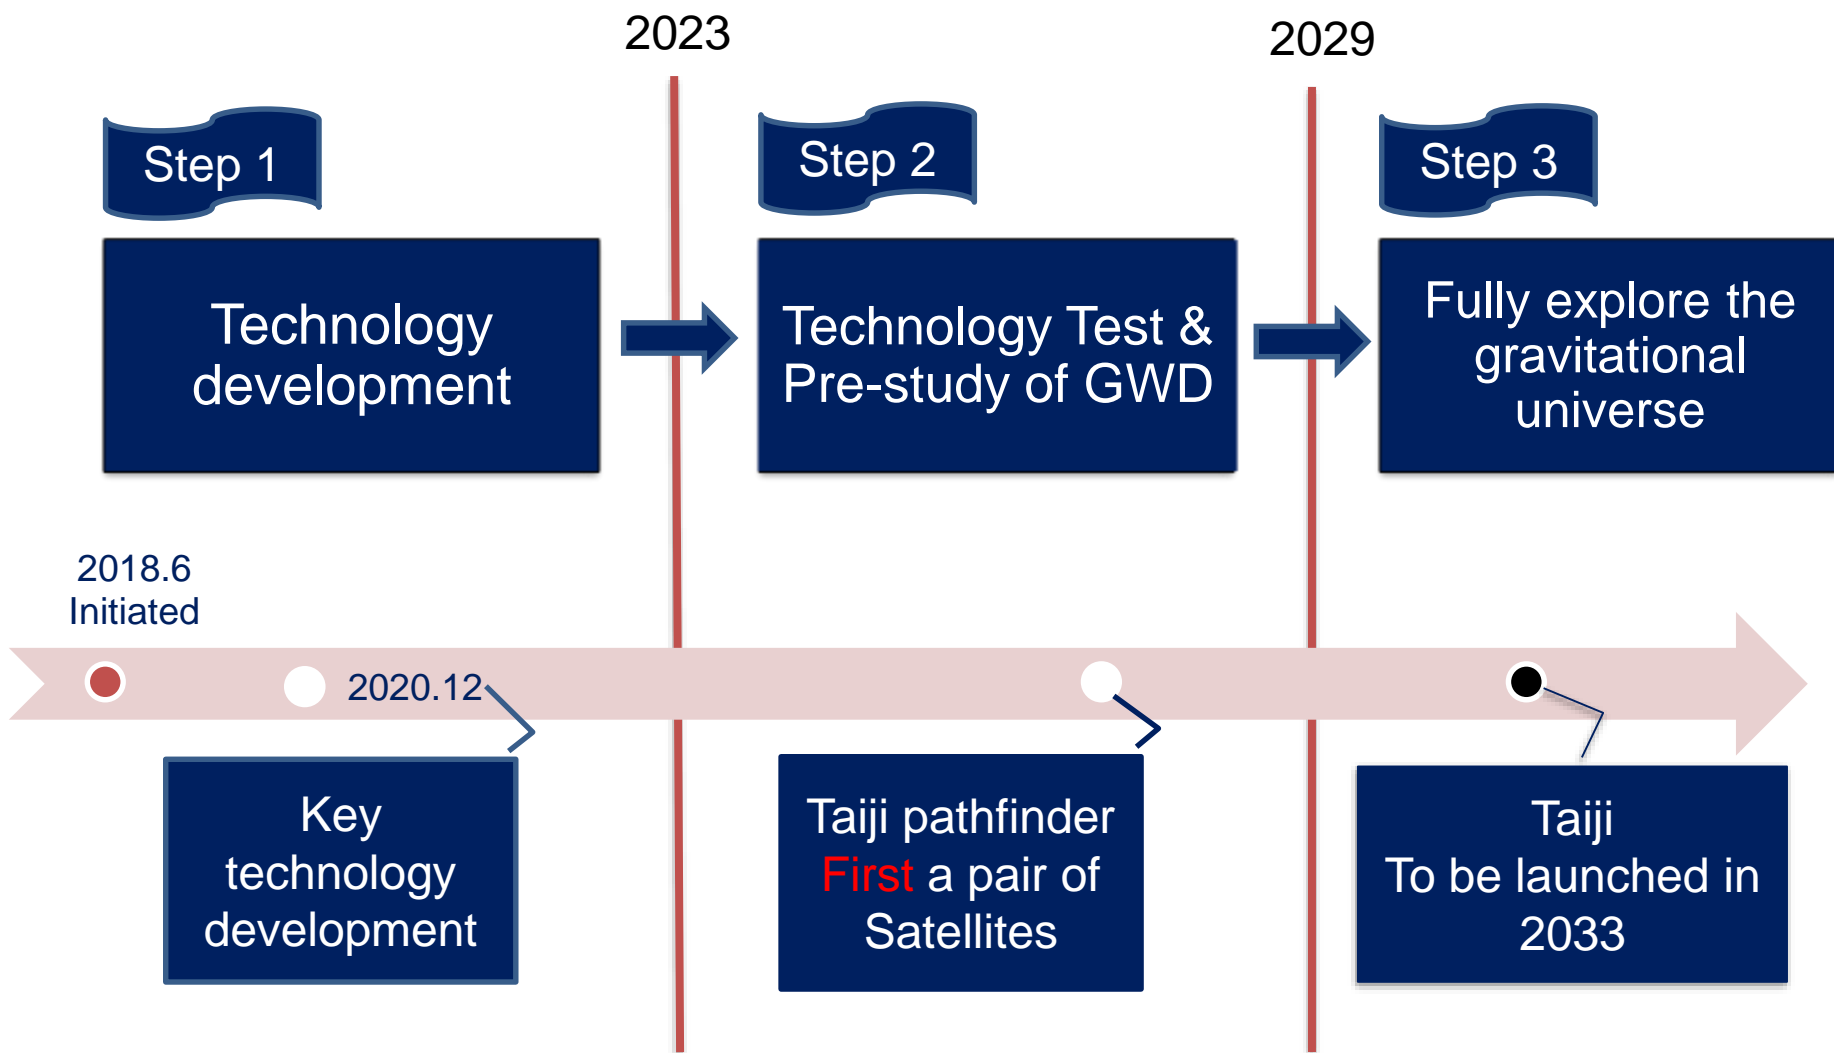 2023
2029
Step 1
Step 2
Step 3
Technology
development
Technology Test &
Pre-study of GWD
Fully explore the
gravitational
universe
2018.6
Initiated
2020.12
Key
technology
development
Taiji pathfinder
First a pair of
Satellites
Taiji
To be launched in
2033